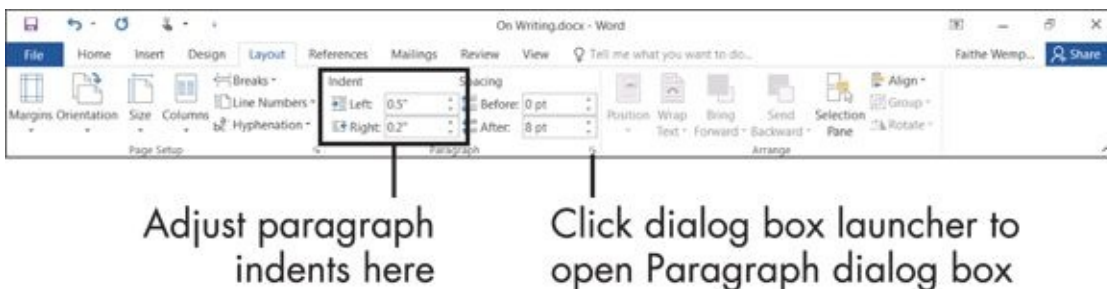 On Writing.docx - Word
File Home Insert Design Layout References Mailings Review View Tell me what you want to do... Faithe Wemp... Share
Indent Spacing
Breaks Align
Left: 0.5" Before: 0 pt
Line Numbers Group
Margins Orientation Size Columns Position Wrap Text Bring Forward Send Backward Selection Pane
Hyphenation Right: 0.2" After: 8 pt Rotate
Page Setup Paragraph Arrange
Adjust paragraph
indents here
Click dialog box launcher to
open Paragraph dialog box